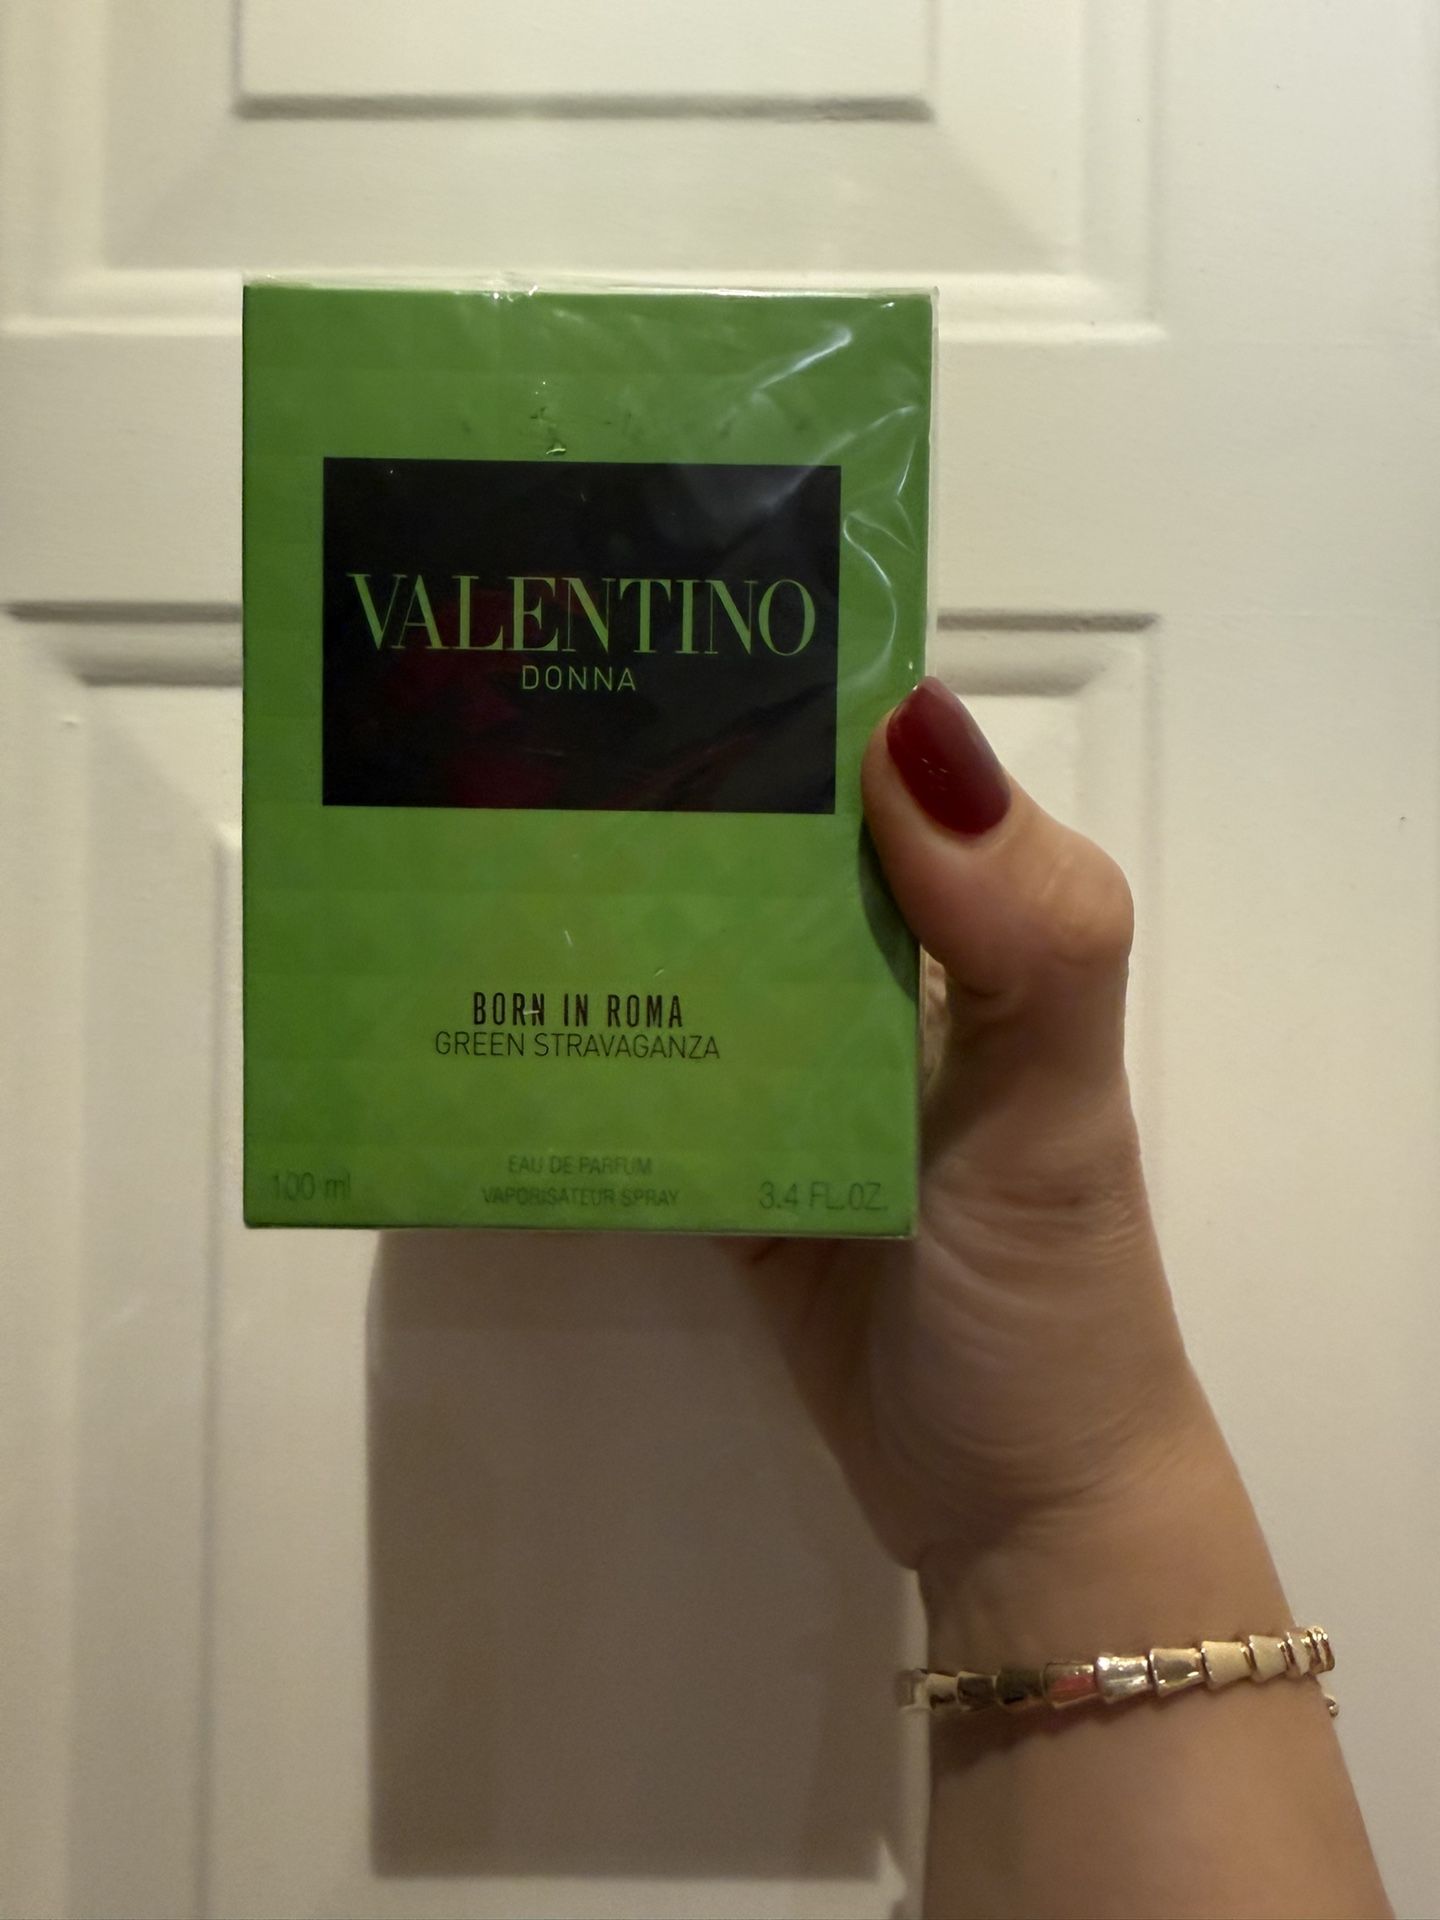 VALENTINO
DONNA
BORN IN ROMA
GREEN STRAVAGANZA
EAU DE PARFUM
100 ml VAPORISATEUR SPRAY 3.4 FL.OZ.